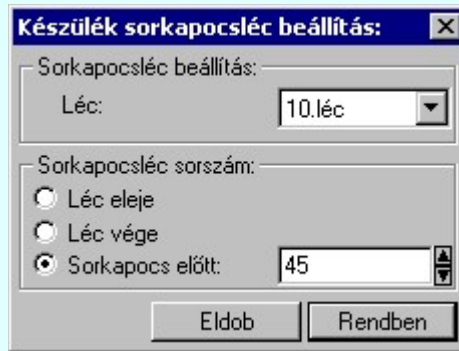 Készülék sorkapocsléc beállítás:
Sorkapocsléc beállítás:
Léc: 10.léc
Sorkapocsléc sorszám:
Léc eleje
Léc vége
Sorkapocs előtt: 45
Eldob Rendben